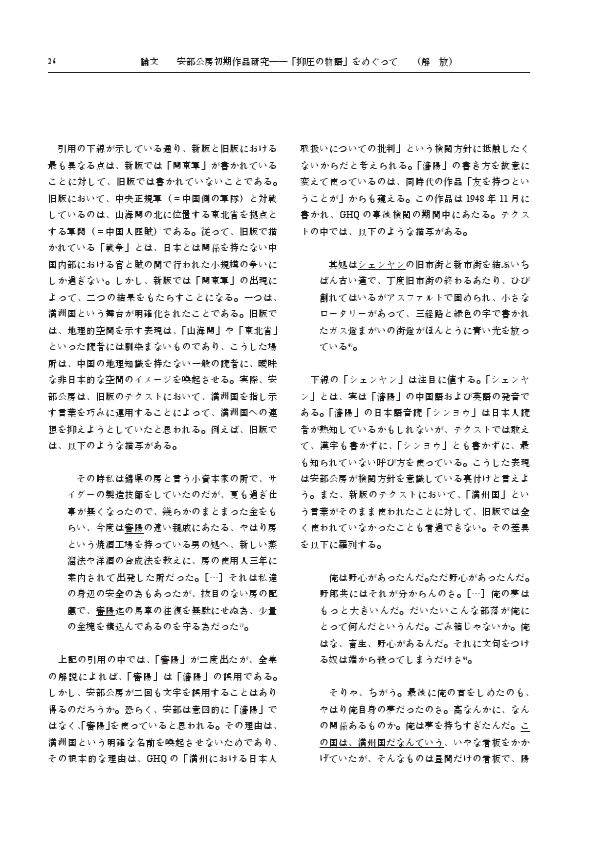 26　論文　安部公房初期作品研究――「抑圧の物語」をめぐって　（解　放）
引用の下線が示している通り、新版と旧版における
最も異なる点は、新版では「関東軍」が書かれている
ことに対して、旧版では書かれていないことである。
旧版において、中央正規軍（＝中国側の軍隊）と対戦
しているのは、山海関の北に位置する東北省を拠点と
する軍閥（＝中国人匪賊）である。従って、旧版で描
かれている「戦争」とは、日本とは関係を持たない中
国内部における官と賊の間で行われた小規模の争いに
しか過ぎない。しかし、新版では「関東軍」の出現に
よって、二つの結果をもたらすことになる。一つは、
満洲国という舞台が明確化されたことである。旧版で
は、地理的空間を示す表現は、「山海関」や「東北省」
といった読者には馴染まないものであり、こうした場
所は、中国の地理知識を持たない一般の読者に、曖昧
な非日本的な空間のイメージを喚起させる。実際、安
部公房は、旧版のテクストにおいて、満洲国を指し示
す言葉を巧みに運用することによって、満洲国への連
想を抑えようとしていたと思われる。例えば、旧版で
は、以下のような描写がある。
その時私は錦県の房と言う小資本家の所で、サ
イダーの製造技師をしていたのだが、夏も過ぎ仕
事が無くなったので、幾らかのまとまった金をも
らい、今度は審陽の遠い親戚にあたる、やはり房
という焼酒工場を持っている男の処へ、新しい蒸
溜法や洋酒の合成法を教えに、房の使用人三年に
案内されて出発した所だった。［…］それは私達
の身辺の安全の為もあったが、抜目のない房の配
慮で、審陽迄の馬車の往復を無駄にせぬ為、少量
の金塊を積込んであるのを守る為だった
上記の引用の中では、「審陽」が二度出たが、全集
の解説によれば、「審陽」は「瀋陽」の誤用である。
しかし、安部公房が二回も文字を誤用することはあり
得るのだろうか。恐らく、安部は意図的に「瀋陽」で
はなく、「審陽」を使っていると思われる。その理由は、
満洲国という明確な名前を喚起させないためであり、
その根本的な理由は、GHQの「満州における日本人
取扱いについての批判」という検閲方針に抵触したく
ないからだと考えられる。「瀋陽」の書き方を故意に
変えて使っているのは、同時代の作品「友を持つとい
うことが」からも窺える。この作品は1948年11月に
書かれ、GHQの事後検閲の期間中にあたる。テクス
トの中では、以下のような描写がある。
其処はシェンヤンの旧市街と新市街を結ぶいち
ばん古い道で、丁度旧市街の終わるあたり、ひび
割れてはいるがアスファルトで固められ、小さな
ロータリーがあって、三経路と緑色の字で書かれ
たガス燈まがいの街燈がほんとうに青い光を放っ
ている。
下線の「シェンヤン」は注目に値する。「シェンヤ
ン」とは、実は「瀋陽」の中国語および英語の発音で
ある。「瀋陽」の日本語音読「シンヨウ」は日本人読
者が熟知しているかもしれないが、テクストでは敢え
て、漢字も書かずに、「シンヨウ」とも書かずに、最
も知られていない呼び方を使っている。こうした表現
は安部公房が検閲方針を意識している裏付けと言えよ
う。また、新版のテクストにおいて、「満州国」とい
う言葉がそのまま使われたことに対して、旧版では全
く使われていなかったことも看過できない。その差異
を以下に羅列する。
俺は野心があったんだ。ただ野心があったんだ。
野郎共にはそれが分からんのさ。［…］俺の夢は
もっと大きいんだ。だいたいこんな部落が俺に
とって何んだというんだ。ごみ箱じゃないか。俺
はな、畜生、野心があるんだ。それに文句をつけ
る奴は端から殺ってしまうだけさ
そりゃ、ちがう。最後に俺の首をしめたのも、
やはり俺自身の夢だったのさ。高なんかに、なん
の関係あるものか。俺は夢を持ちすぎたんだ。こ
の国は、満州国だなんていう、いやな看板をかか
げていたが、そんなものは昼間だけの看板で、陽